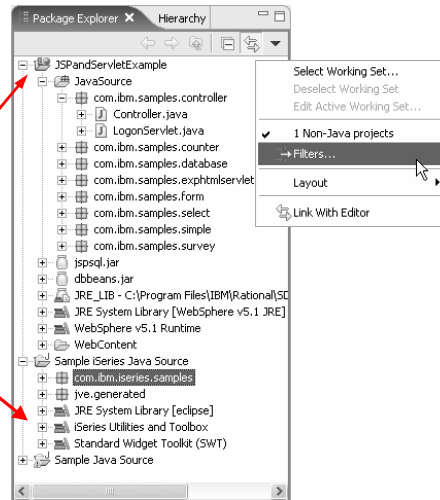 Package Explorer
Hierarchy
JSPandServletExample
JavaSource
com.ibm.samples.controller
Controller.java
LogonServlet.java
com.ibm.samples.counter
com.ibm.samples.database
com.ibm.samples.exphtmlservlet
com.ibm.samples.form
com.ibm.samples.select
com.ibm.samples.simple
com.ibm.samples.survey
jspsql.jar
dbbeans.jar
JRE_LIB - C:\Program Files\IBM\Rational\SD
JRE System Library [WebSphere v5.1 JRE]
WebSphere v5.1 Runtime
WebContent
Sample iSeries Java Source
com.ibm.iseries.samples
jve.generated
JRE System Library [eclipse]
iSeries Utilities and Toolbox
Standard Widget Toolkit (SWT)
Sample Java Source
Select Working Set...
Deselect Working Set
Edit Active Working Set...
1 Non-Java projects
Filters...
Layout
Link With Editor